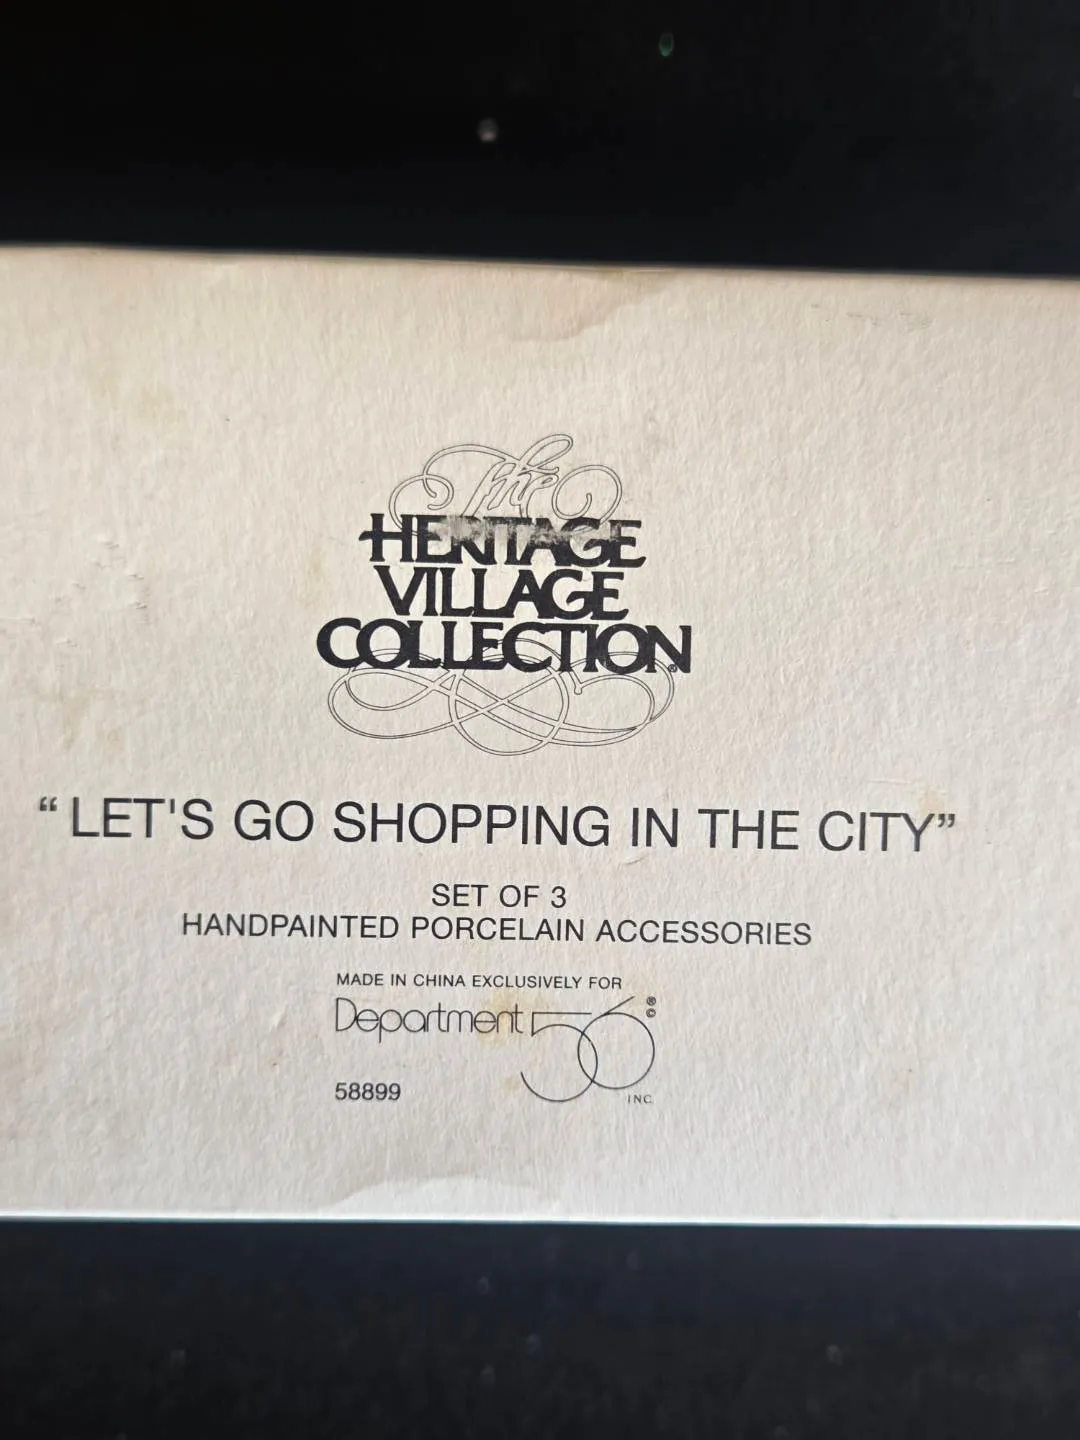 The
HERITAGE
VILLAGE
COLLECTION®
“LET'S GO SHOPPING IN THE CITY”
SET OF 3
HANDPAINTED PORCELAIN ACCESSORIES
MADE IN CHINA EXCLUSIVELY FOR
Department 56 ® ©
58899 INC.